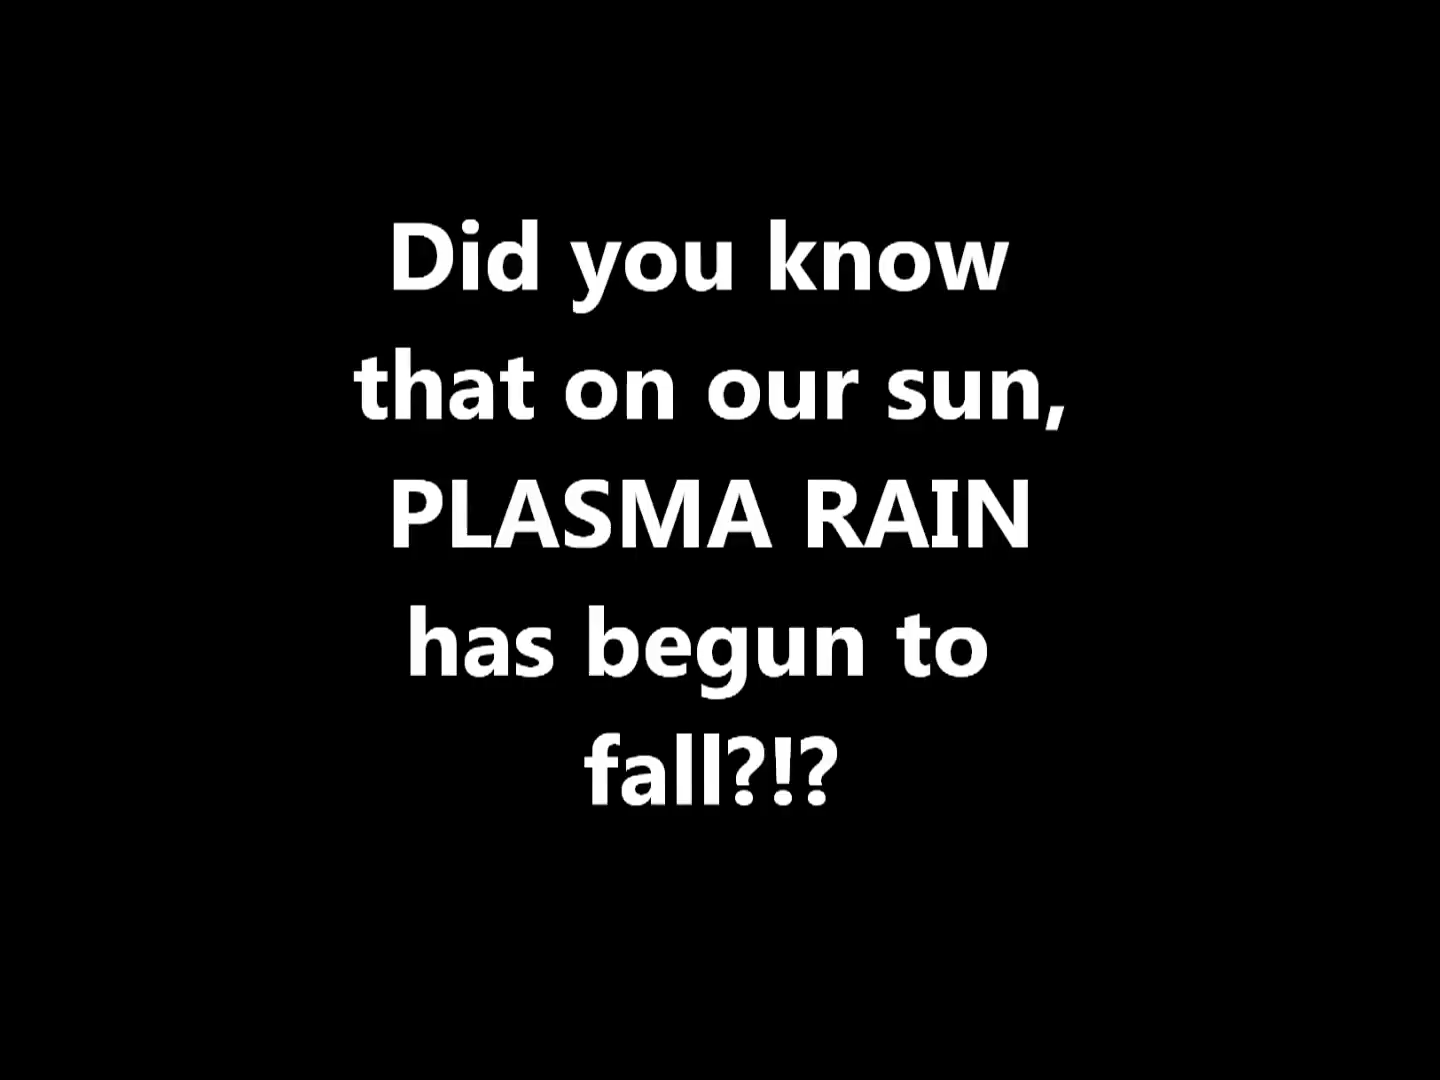 Did you know
that on our sun,
PLASMA RAIN
has begun to
fall?!?